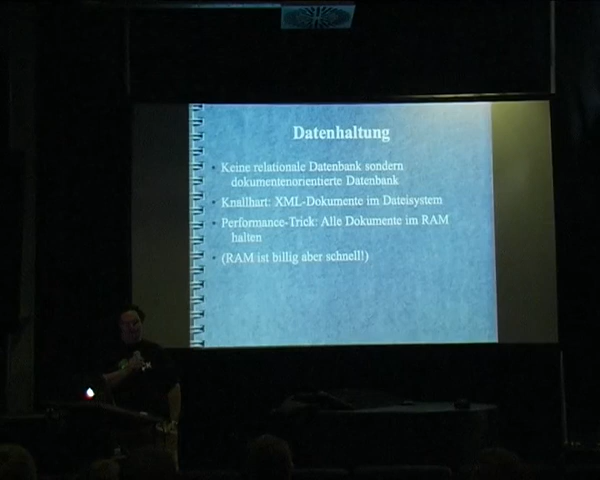 Datenhaltung
• Keine relationale Datenbank sondern
dokumentenorientierte Datenbank
• Knallhart: XML-Dokumente im Dateisystem
• Performance-Trick: Alle Dokumente im RAM
halten
• (RAM ist billig aber schnell!)